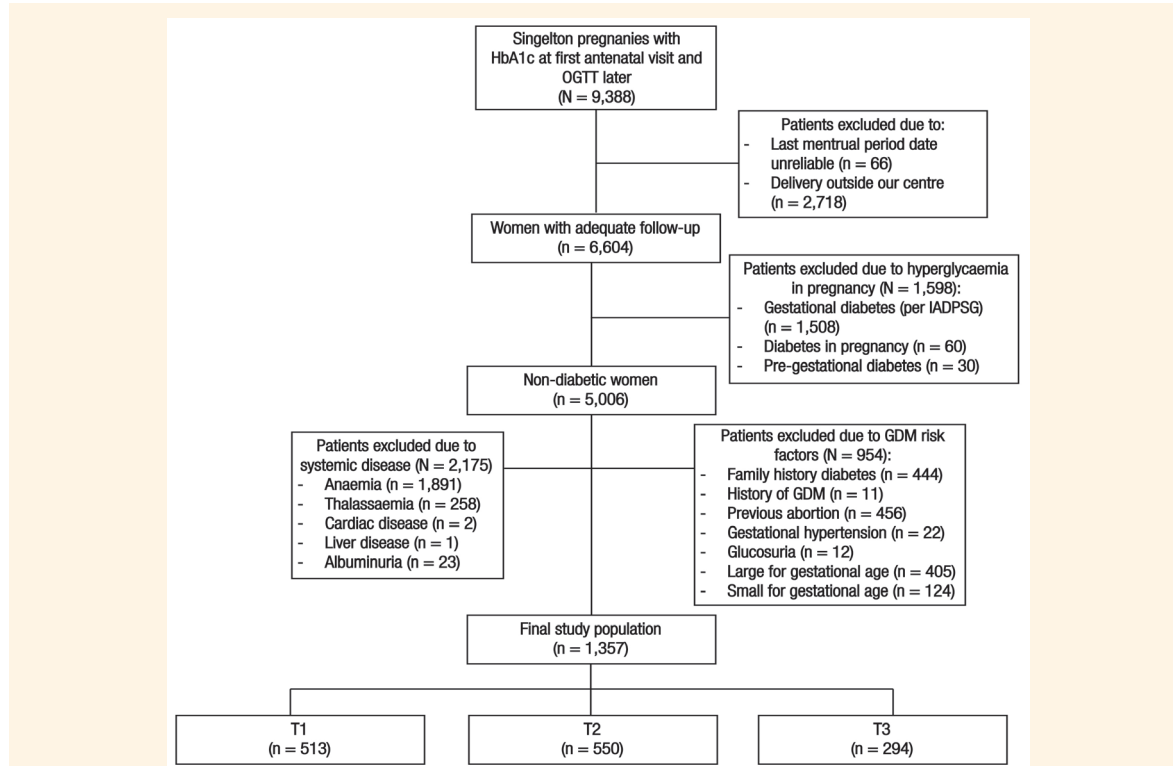 Singelton pregnanies with
HbA1c at first antenatal visit and
OGTT later
(N = 9,388)
Patients excluded due to:
- Last mentrual period date
unreliable (n = 66)
- Delivery outside our centre
(n = 2,718)
Women with adequate follow-up
(n = 6,604)
Patients excluded due to hyperglycaemia
in pregnancy (N = 1,598):
- Gestational diabetes (per IADPSG)
(n = 1,508)
- Diabetes in pregnancy (n = 60)
- Pre-gestational diabetes (n = 30)
Non-diabetic women
(n = 5,006)
Patients excluded due to
systemic disease (N = 2,175)
- Anaemia (n = 1,891)
- Thalassaemia (n = 258)
- Cardiac disease (n = 2)
- Liver disease (n = 1)
- Albuminuria (n = 23)
Patients excluded due to GDM risk
factors (N = 954):
- Family history diabetes (n = 444)
- History of GDM (n = 11)
- Previous abortion (n = 456)
- Gestational hypertension (n = 22)
- Glucosuria (n = 12)
- Large for gestational age (n = 405)
- Small for gestational age (n = 124)
Final study population
(n = 1,357)
T1
(n = 513)
T2
(n = 550)
T3
(n = 294)